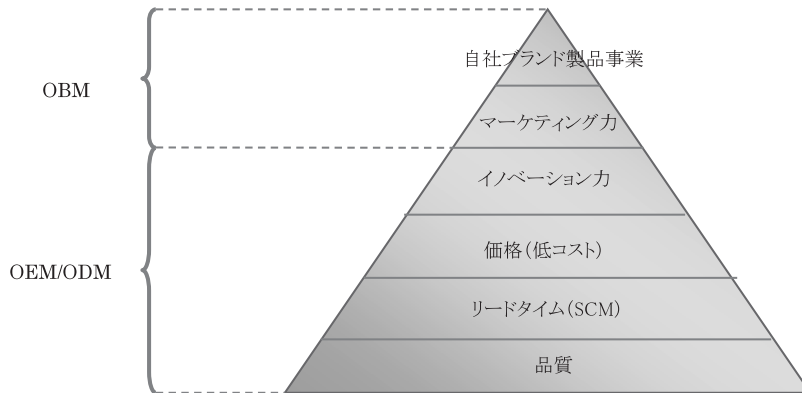 自社ブランド製品事業
OBM
マーケティング力
イノベーション力
価格（低コスト）
OEM/ODM
リードタイム（SCM）
品質